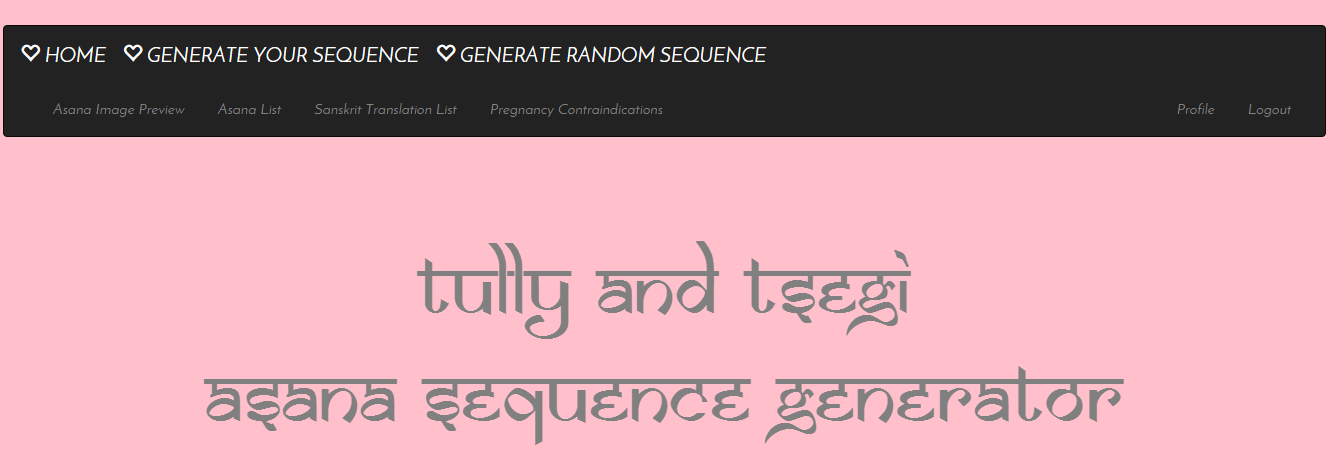 ♡ HOME ♡ GENERATE YOUR SEQUENCE ♡ GENERATE RANDOM SEQUENCE
Asana Image Preview Asana List Sanskrit Translation List Pregnancy Contraindications Profile Logout
tully and tsegi
asana sequence generator